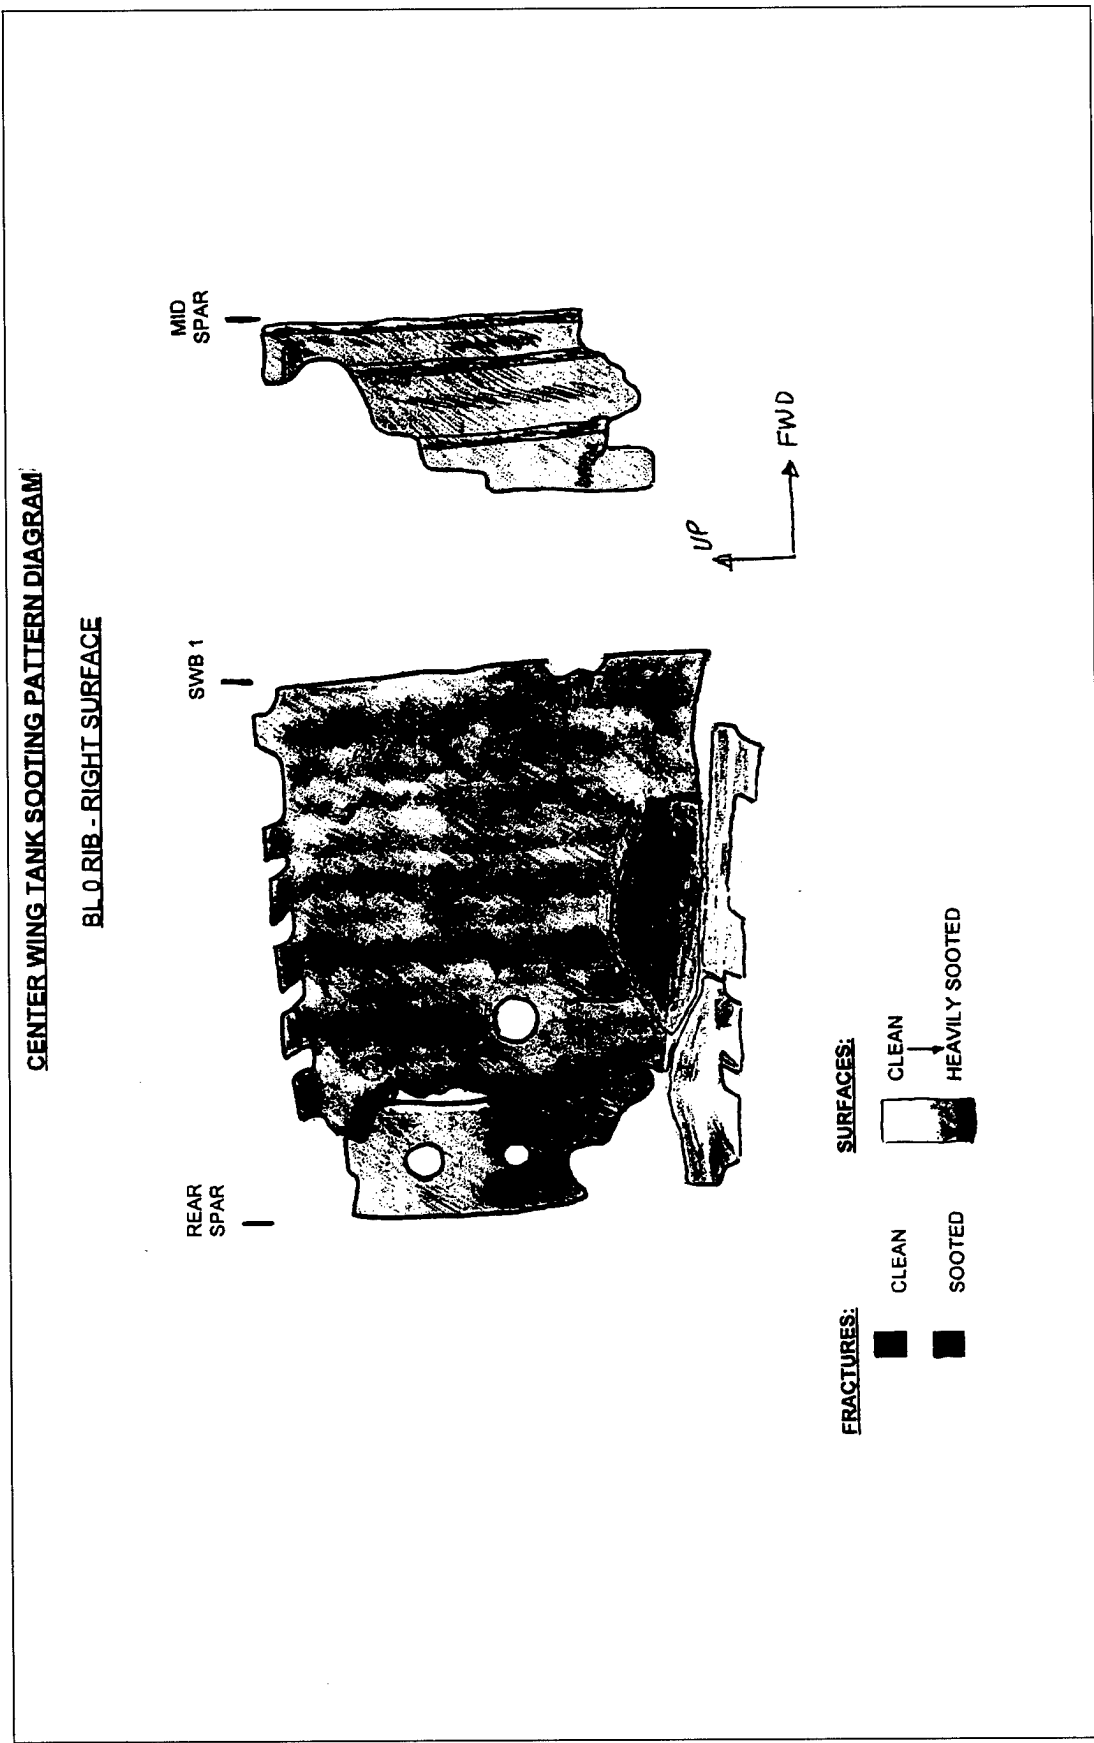 CENTER WING TANK SOOTING PATTERN DIAGRAM
BL 0 RIB - RIGHT SURFACE
REAR
SPAR
SWB 1
MID
SPAR
UP
FWD
FRACTURES:
CLEAN
SOOTED
SURFACES:
CLEAN
HEAVILY SOOTED